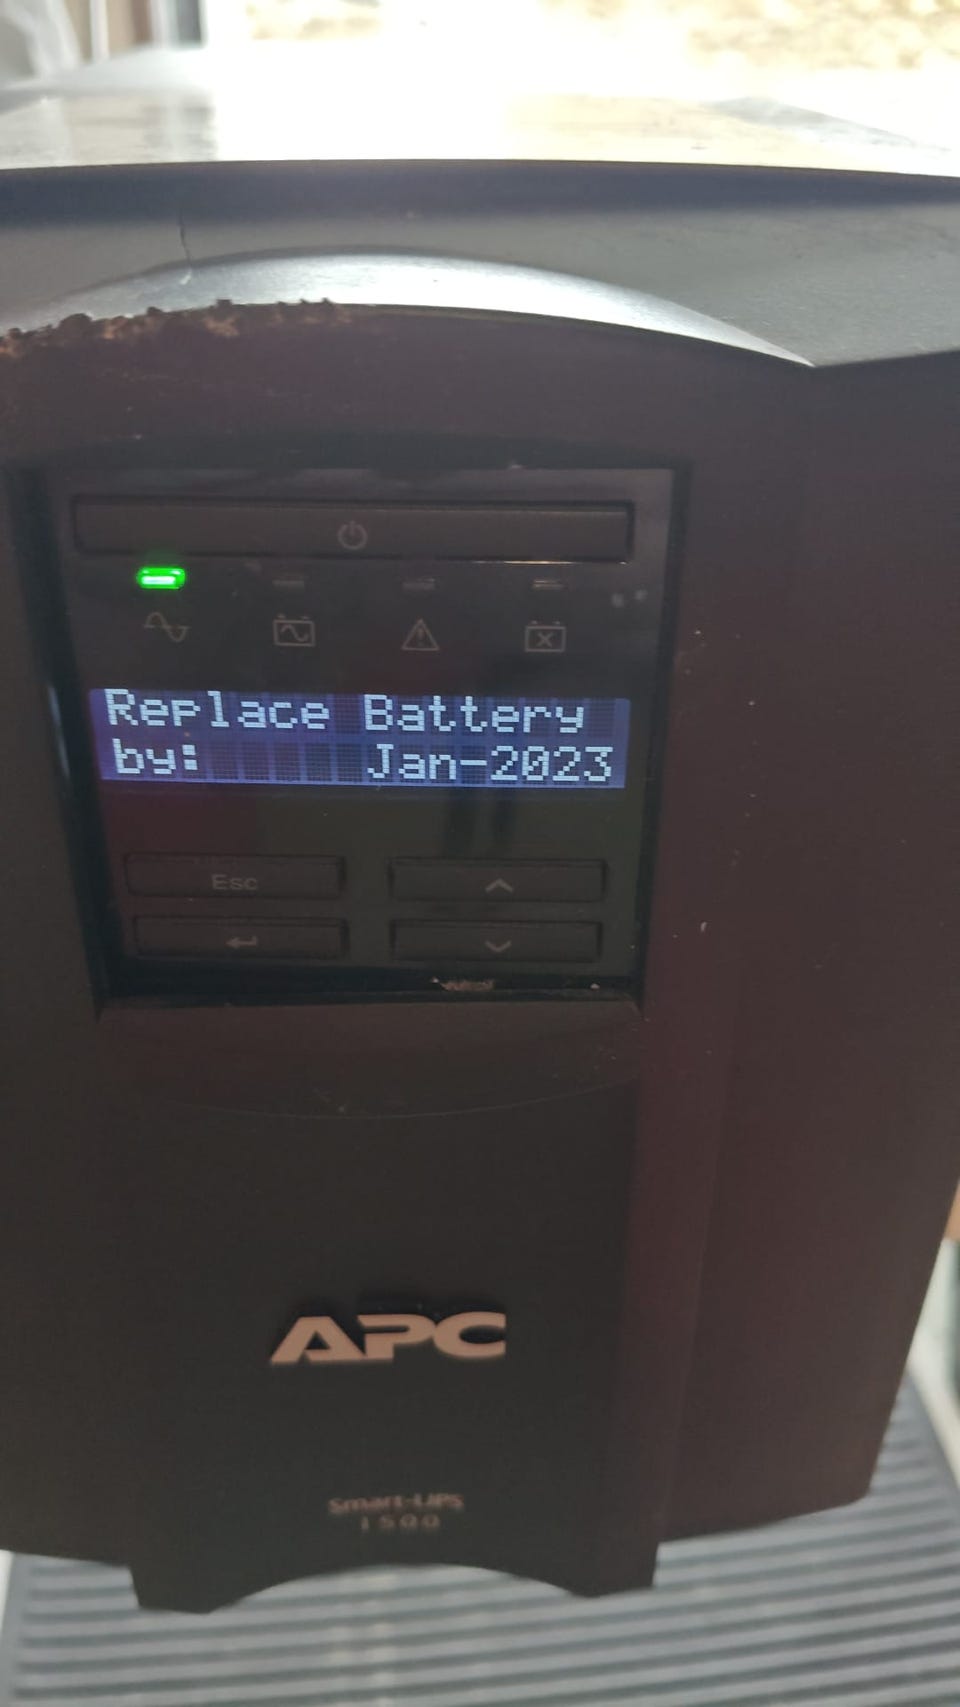 Replace Battery
by: Jan-2023
Esc
APC
Smart-UPS
1500